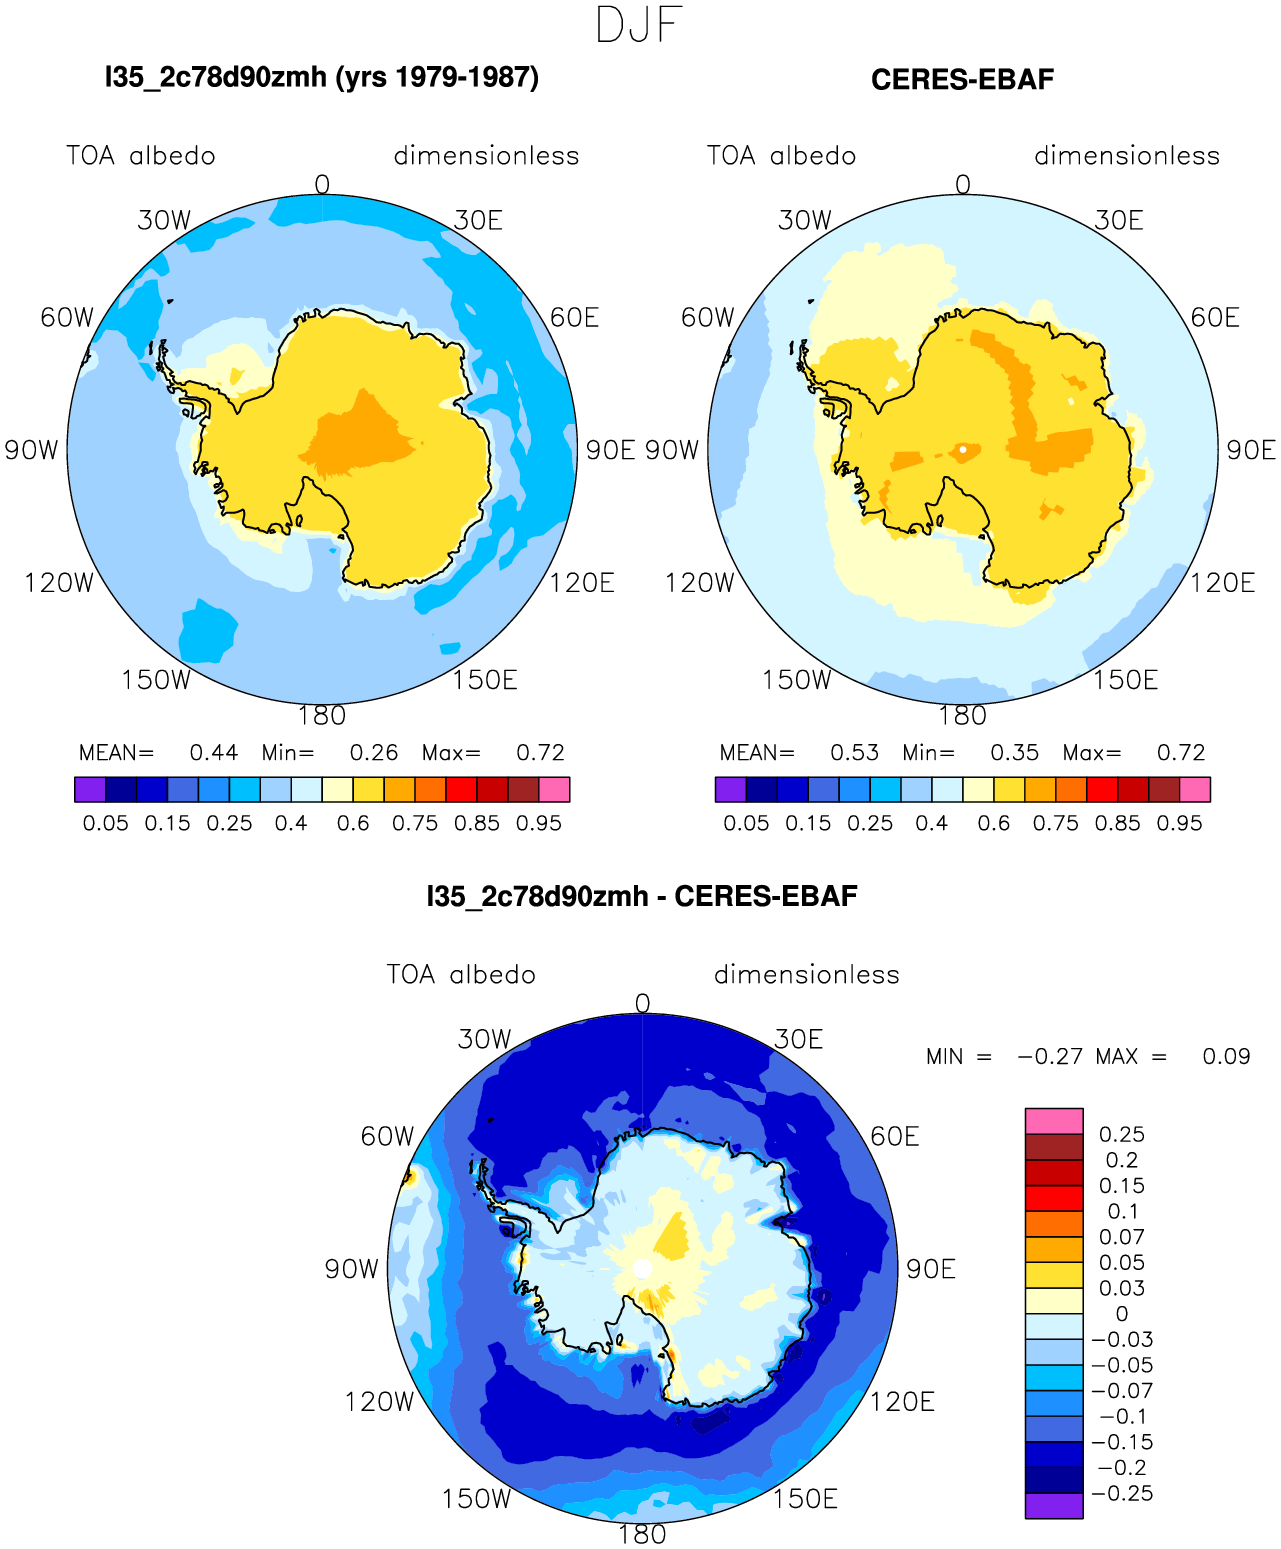 DJF
l35_2c78d90zmh (yrs 1979-1987)
CERES-EBAF
TOA albedo dimensionless
TOA albedo dimensionless
0
30W 30E
60W 60E
90W 90E
120W 120E
150W 150E
180
0
30W 30E
60W 60E
90W 90E
120W 120E
150W 150E
180
MEAN= 0.44 Min= 0.26 Max= 0.72
MEAN= 0.53 Min= 0.35 Max= 0.72
0.05 0.15 0.25 0.4 0.6 0.75 0.85 0.95
0.05 0.15 0.25 0.4 0.6 0.75 0.85 0.95
l35_2c78d90zmh - CERES-EBAF
TOA albedo dimensionless
0
30W 30E
60W 60E
90W 90E
120W 120E
150W 150E
180
MIN = −0.27 MAX = 0.09
0.25
0.2
0.15
0.1
0.07
0.05
0.03
0
−0.03
−0.05
−0.07
−0.1
−0.15
−0.2
−0.25